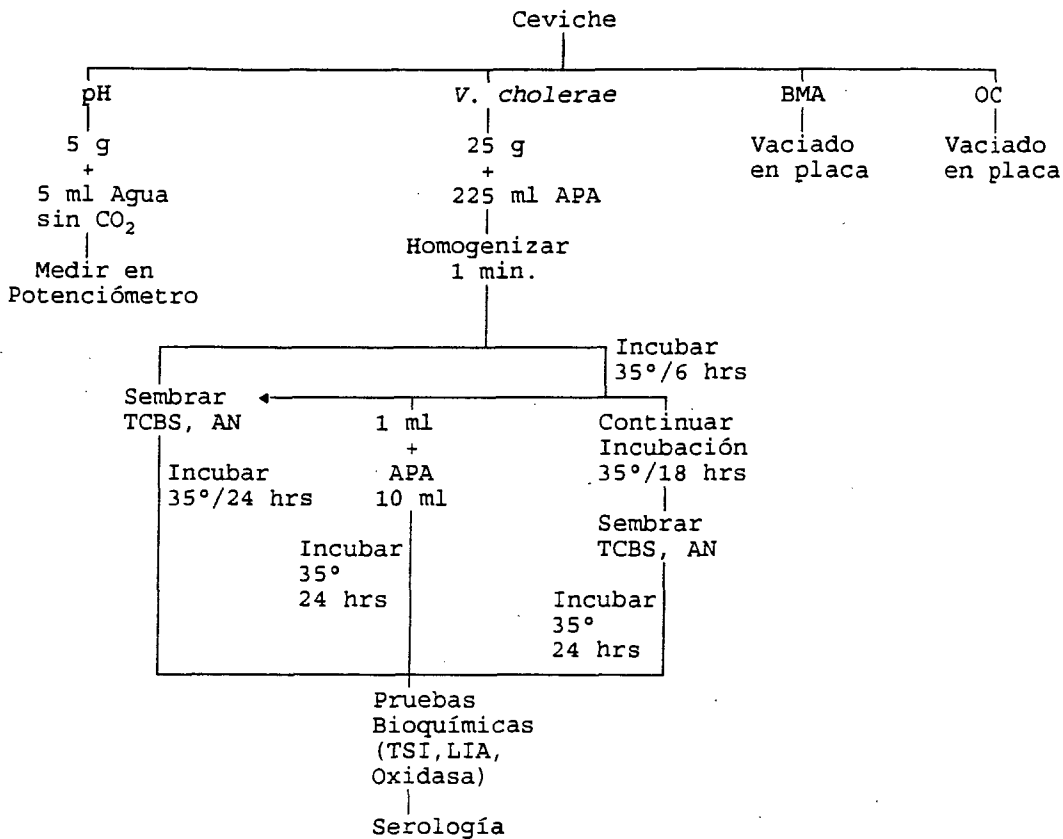 Ceviche
pH
V. cholerae
BMA
OC
5 g
+
5 ml Agua
sin CO₂
Medir en
Potenciómetro
25 g
+
225 ml APA
Homogenizar
1 min.
Vaciado
en placa
Vaciado
en placa
Incubar
35°/6 hrs
Sembrar
TCBS, AN
Incubar
35°/24 hrs
1 ml
+
APA
10 ml
Incubar
35°
24 hrs
Continuar
Incubación
35°/18 hrs
Sembrar
TCBS, AN
Incubar
35°
24 hrs
Pruebas
Bioquímicas
(TSI,LIA,
Oxidasa)
Serología